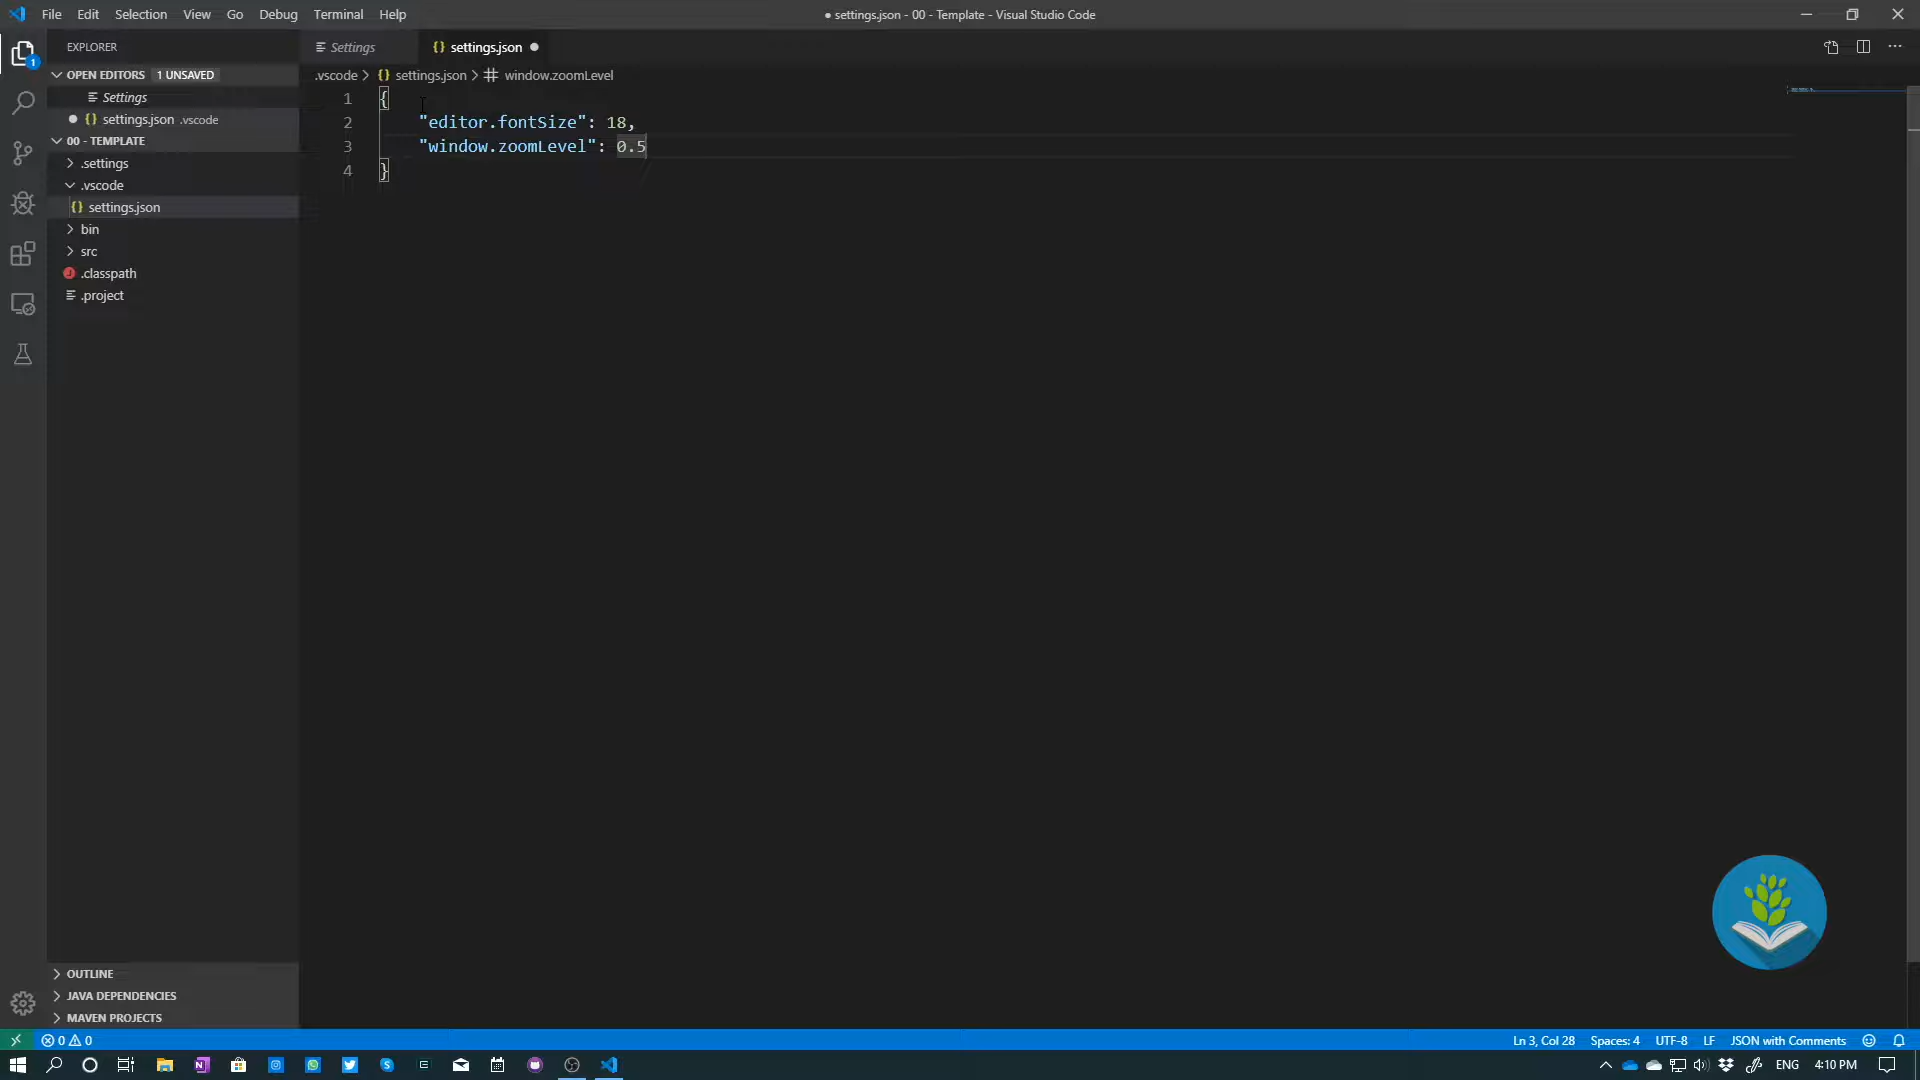 File Edit Selection View Go Debug Terminal Help
● settings.json - 00 - Template - Visual Studio Code
EXPLORER
Settings
settings.json
OPEN EDITORS 1 UNSAVED
Settings
settings.json .vscode
00 - TEMPLATE
.settings
.vscode
settings.json
bin
src
.classpath
.project
.vscode > settings.json > window.zoomLevel
1 {
2 "editor.fontSize": 18,
3 "window.zoomLevel": 0.5
4 }
OUTLINE
JAVA DEPENDENCIES
MAVEN PROJECTS
1
0 0
Ln 3, Col 28 Spaces: 4 UTF-8 LF JSON with Comments
ENG 4:10 PM